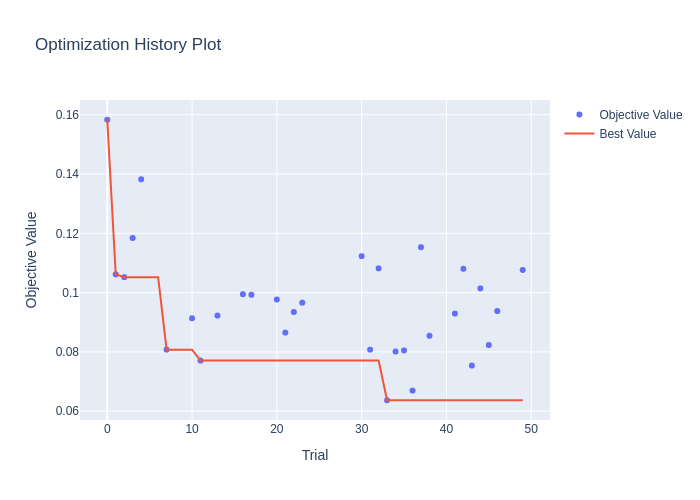 Optimization History Plot
Objective Value
Best Value
0.16
0.14
0.12
0.1
0.08
0.06
Objective Value
0
10
20
30
40
50
Trial